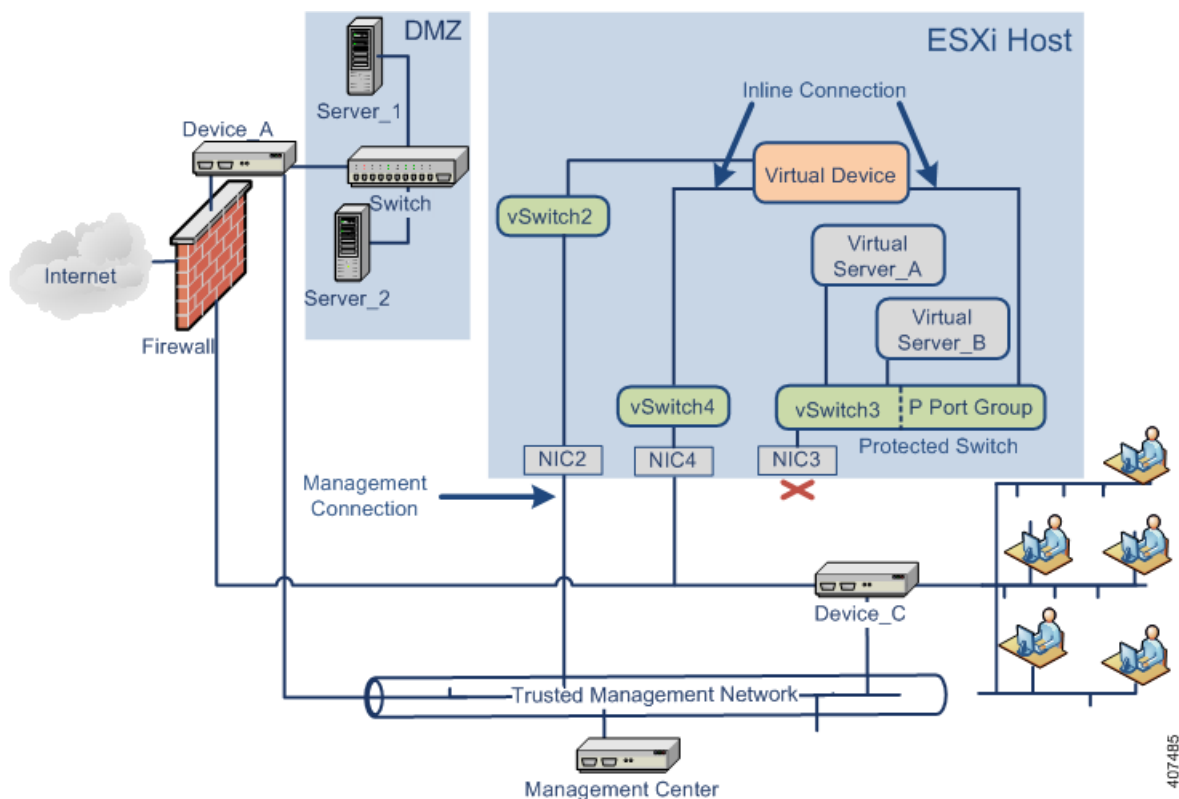 DMZ
ESXi Host
Server_1
Inline Connection
Device_A
Virtual Device
Switch
vSwitch2
Virtual
Server_A
Internet
Server_2
Virtual
Server_B
Firewall
vSwitch4
vSwitch3
P Port Group
Protected Switch
NIC2
NIC4
NIC3
Management
Connection
Device_C
Trusted Management Network
Management Center
407485